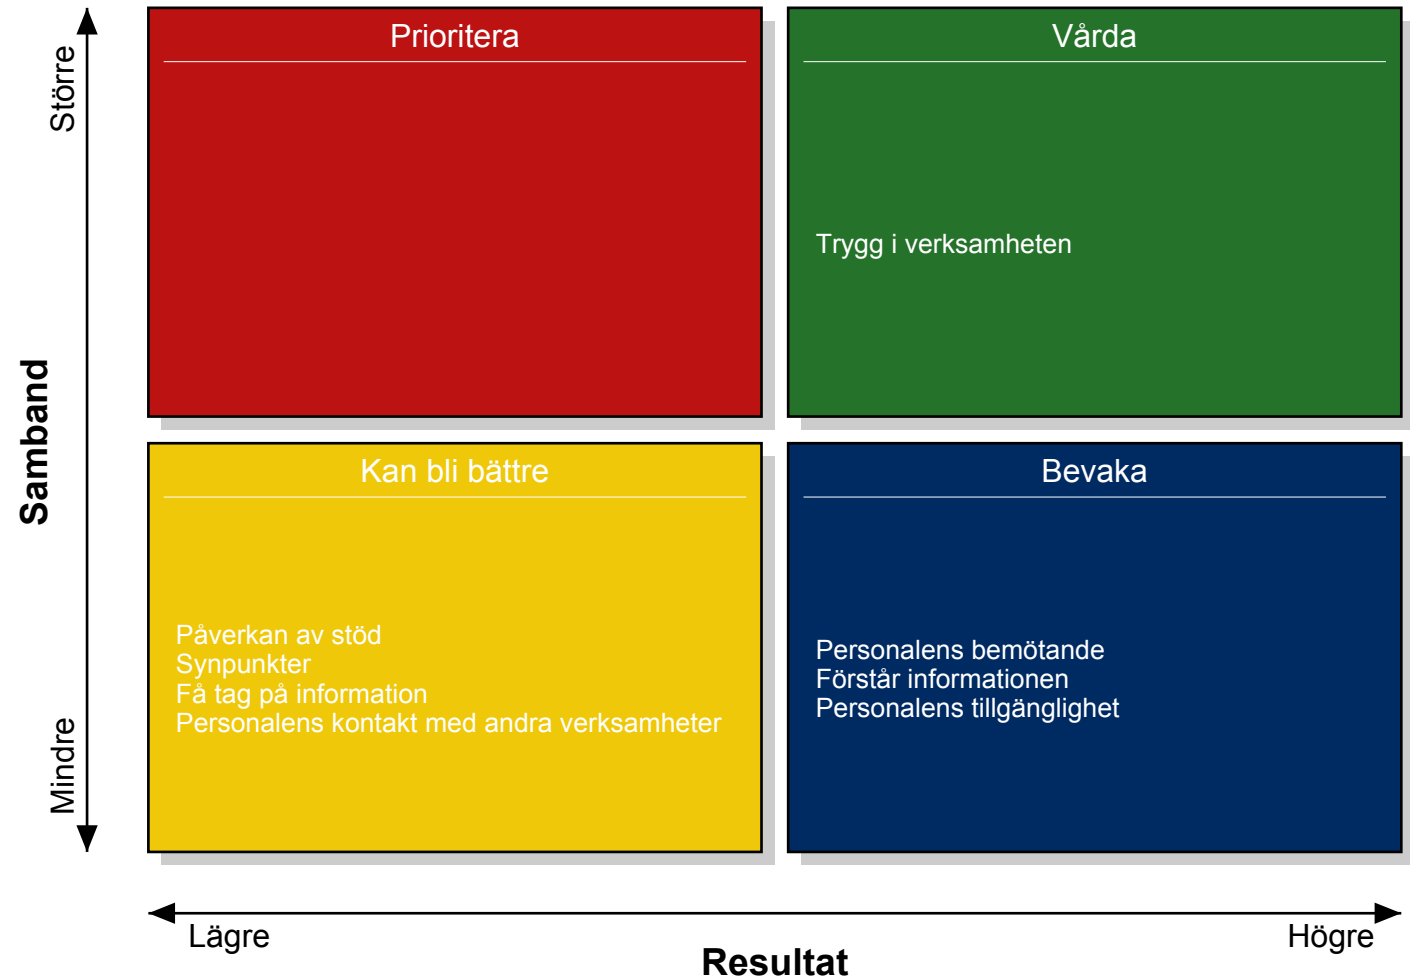 Prioritera
Vårda
Större
Trygg i verksamheten
Samband
Kan bli bättre
Bevaka
Påverkan av stöd
Synpunkter
Få tag på information
Personalens kontakt med andra verksamheter
Personalens bemötande
Förstår informationen
Personalens tillgänglighet
Mindre
Lägre
Högre
Resultat